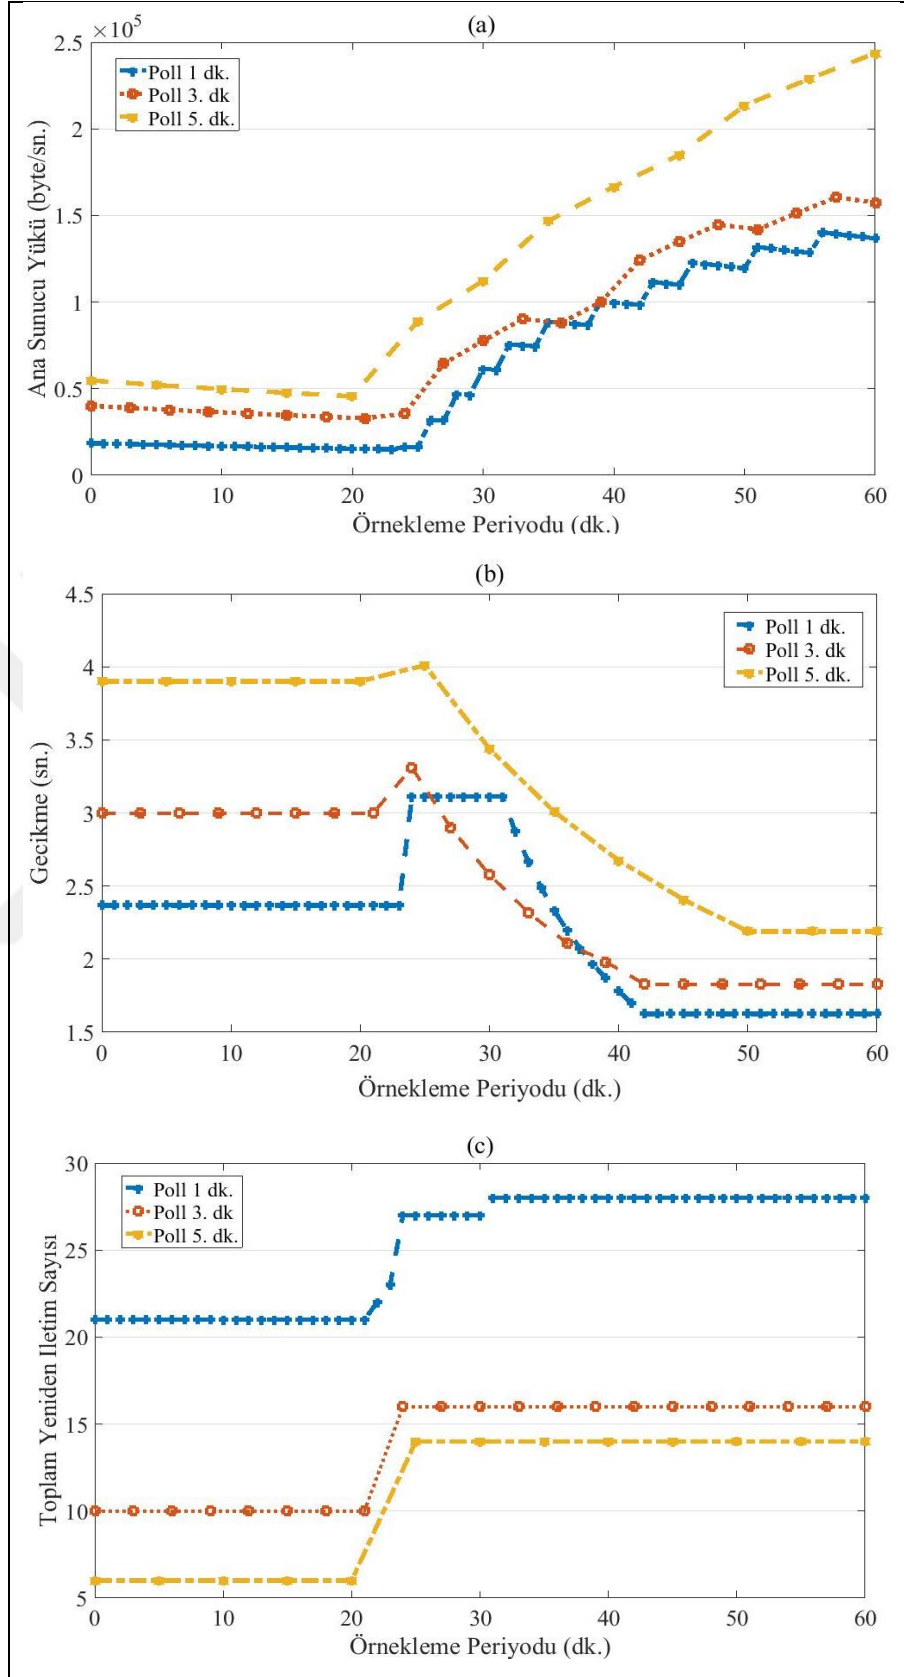 (a)
×10⁵
2.5
2
1.5
1
0.5
0
Ana Sunucu Yükü (byte/sn.)
Poll 1 dk.
Poll 3. dk
Poll 5. dk.
0 10 20 30 40 50 60
Örnekleme Periyodu (dk.)
(b)
4.5
4
3.5
3
2.5
2
1.5
Gecikme (sn.)
Poll 1 dk.
Poll 3. dk
Poll 5. dk.
0 10 20 30 40 50 60
Örnekleme Periyodu (dk.)
(c)
30
25
20
15
10
5
Toplam Yeniden Iletim Sayısı
Poll 1 dk.
Poll 3. dk
Poll 5. dk.
0 10 20 30 40 50 60
Örnekleme Periyodu (dk.)